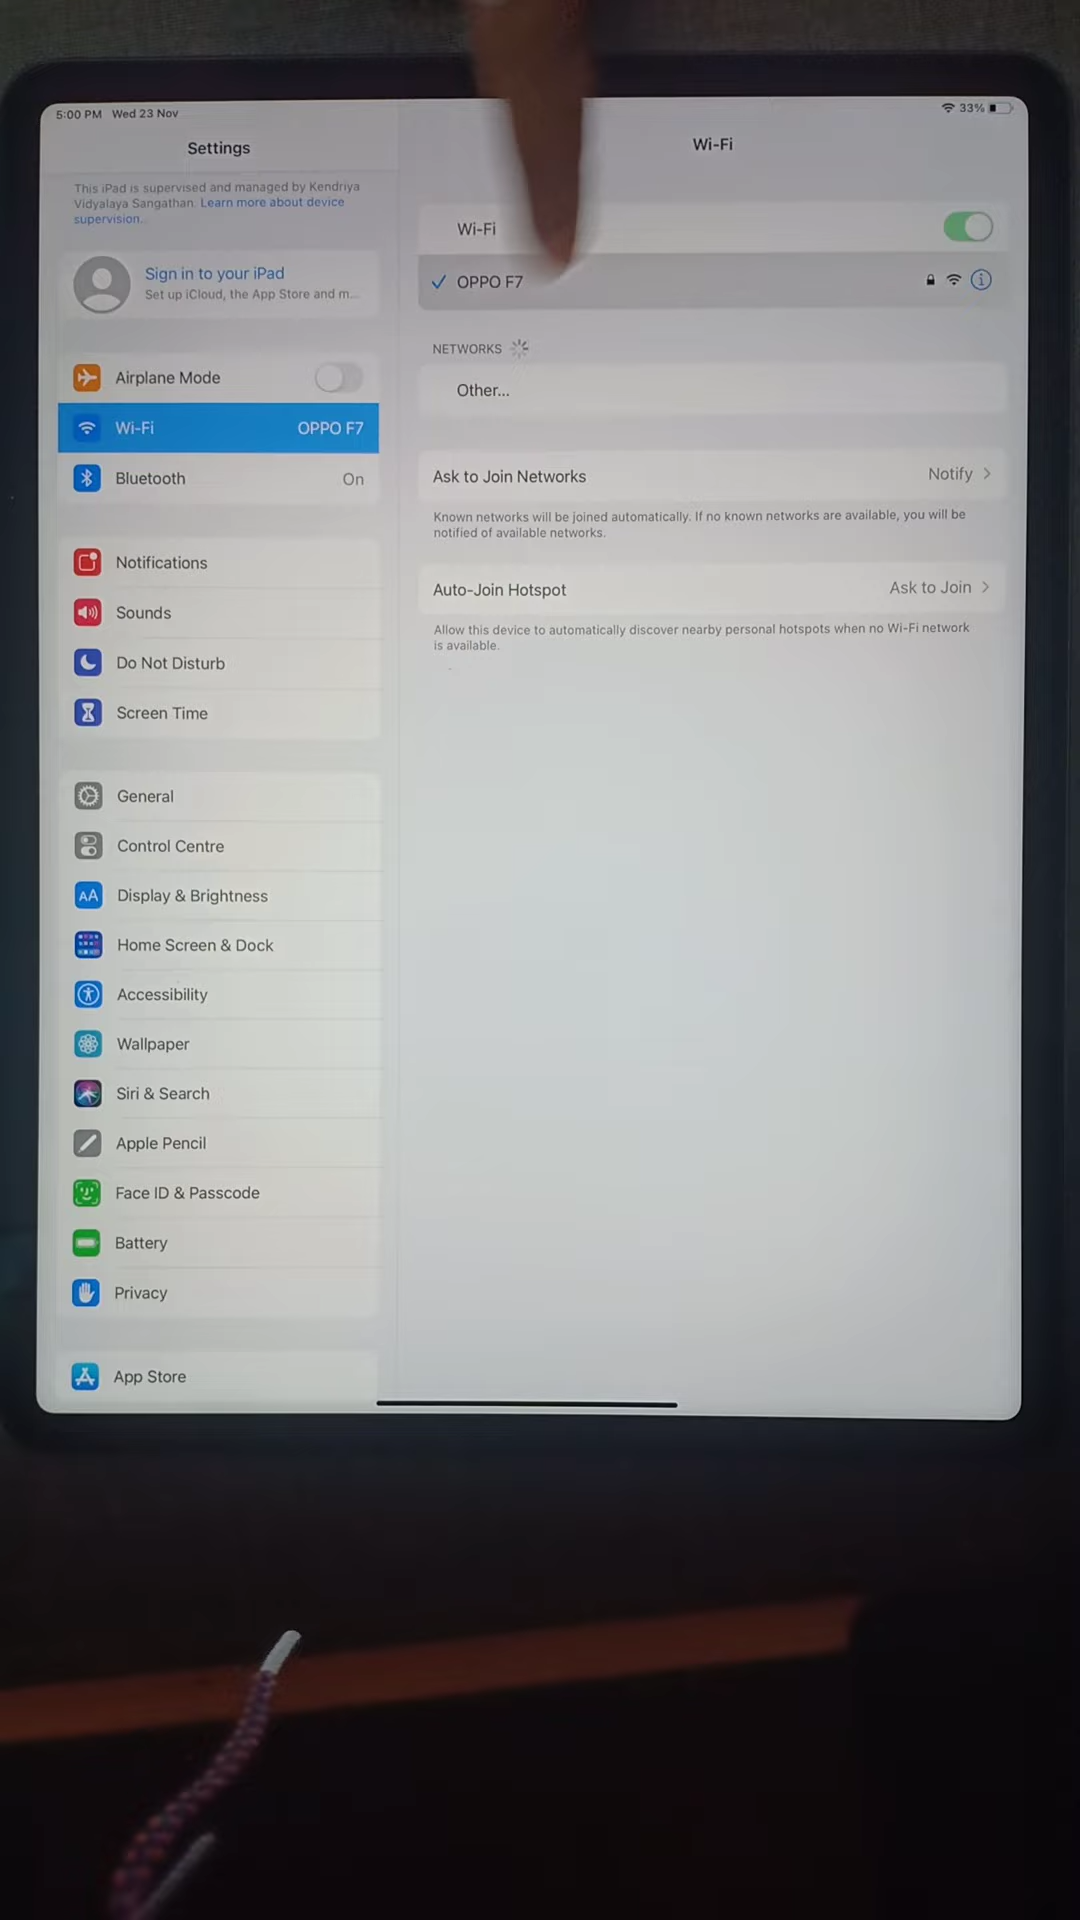 5:00 PM Wed 23 Nov
33%
Settings
This iPad is supervised and managed by Kendriya
Vidyalaya Sangathan. Learn more about device
supervision...
Sign in to your iPad
Set up iCloud, the App Store and m...
Airplane Mode
Wi-Fi OPPO F7
Bluetooth On
Notifications
Sounds
Do Not Disturb
Screen Time
General
Control Centre
AA Display & Brightness
Home Screen & Dock
Accessibility
Wallpaper
Siri & Search
Apple Pencil
Face ID & Passcode
Battery
Privacy
App Store
Wi-Fi
Wi-Fi
OPPO F7
NETWORKS
Other...
Ask to Join Networks Notify
Known networks will be joined automatically. If no known networks are available, you will be
notified of available networks.
Auto-Join Hotspot Ask to Join
Allow this device to automatically discover nearby personal hotspots when no Wi-Fi network
is available.